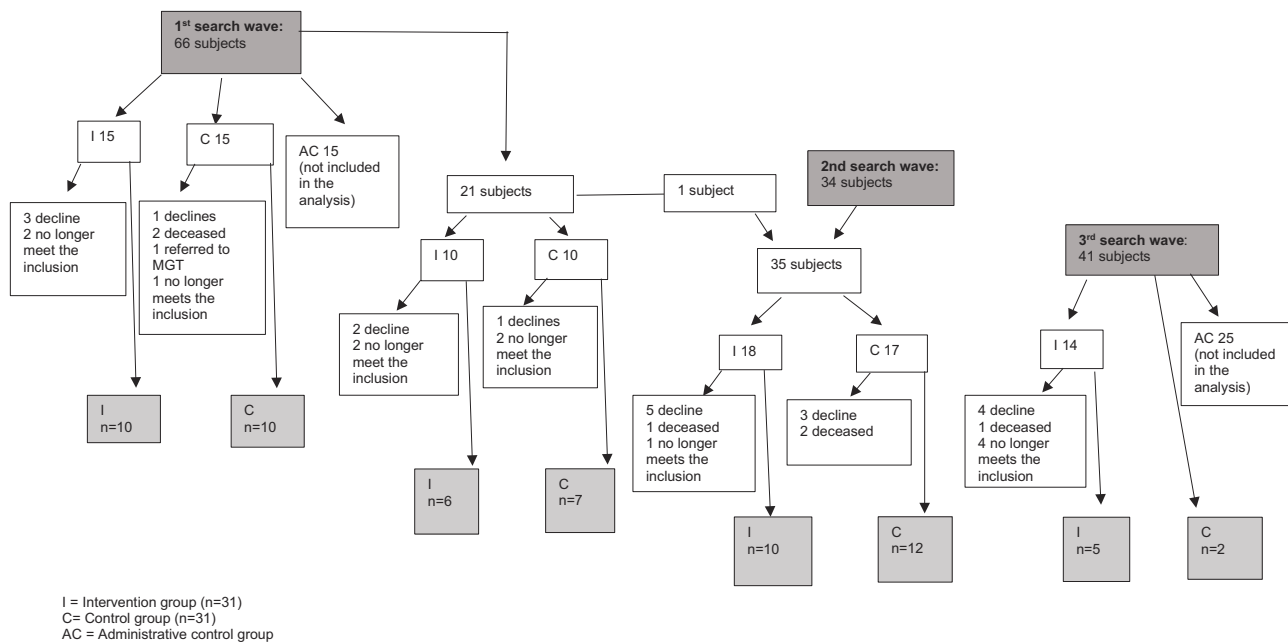 1st search wave:
66 subjects
I 15
C 15
AC 15
(not included
in the
analysis)
3 decline
2 no longer
meet the
inclusion
1 declines
2 deceased
1 referred to
MGT
1 no longer
meets the
inclusion
I
n=10
C
n=10
21 subjects
1 subject
2nd search wave:
34 subjects
I 10
C 10
35 subjects
2 decline
2 no longer
meet the
inclusion
1 declines
2 no longer
meet the
inclusion
I
n=6
C
n=7
I 18
C 17
5 decline
1 deceased
1 no longer
meets the
inclusion
3 decline
2 deceased
I
n=10
C
n=12
3rd search wave:
41 subjects
I 14
AC 25
(not included
in the
analysis)
4 decline
1 deceased
4 no longer
meets the
inclusion
I
n=5
C
n=2
I = Intervention group (n=31)
C= Control group (n=31)
AC = Administrative control group